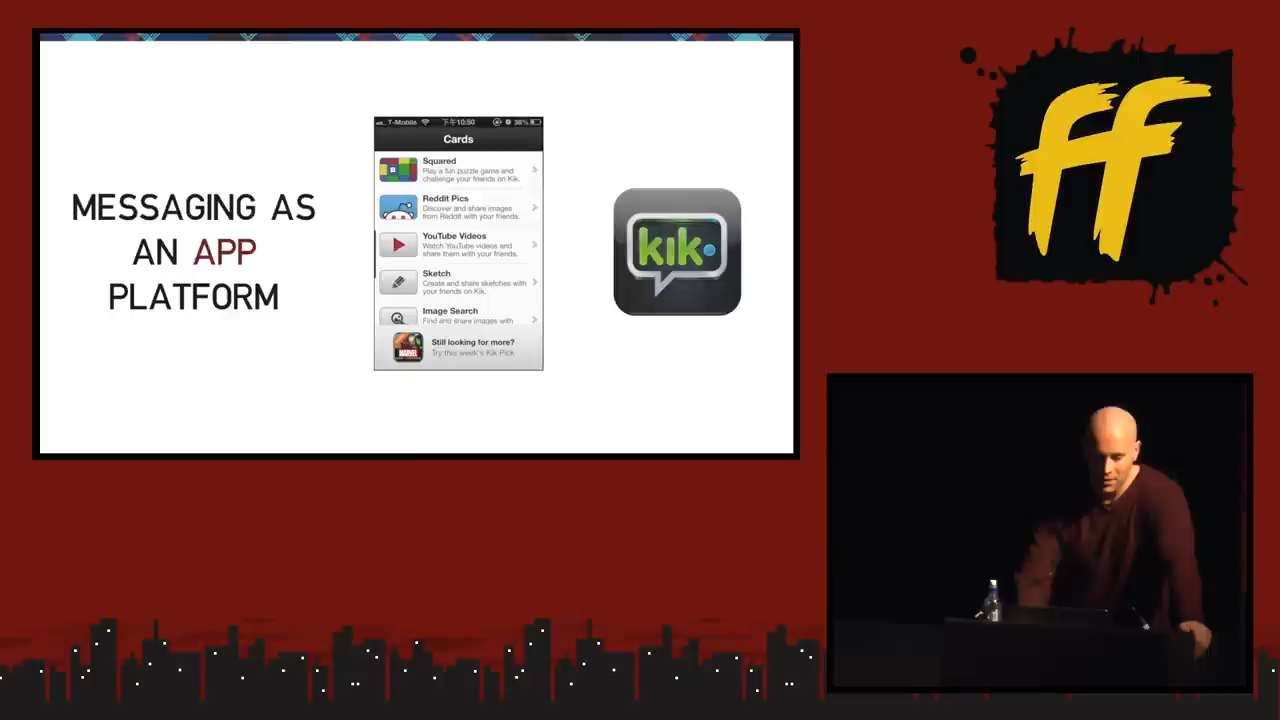 MESSAGING AS
AN APP
PLATFORM
T-Mobile 下午10:50 38%
Cards
Squared
Play a fun puzzle game and
challenge your friends on Kik.
Reddit Pics
Discover and share images
from Reddit with your friends.
YouTube Videos
Watch YouTube videos and
share them with your friends.
Sketch
Create and share sketches with
your friends on Kik.
Image Search
Find and share images with
MARVEL
Still looking for more?
Try this week's Kik Pick
kik
ff